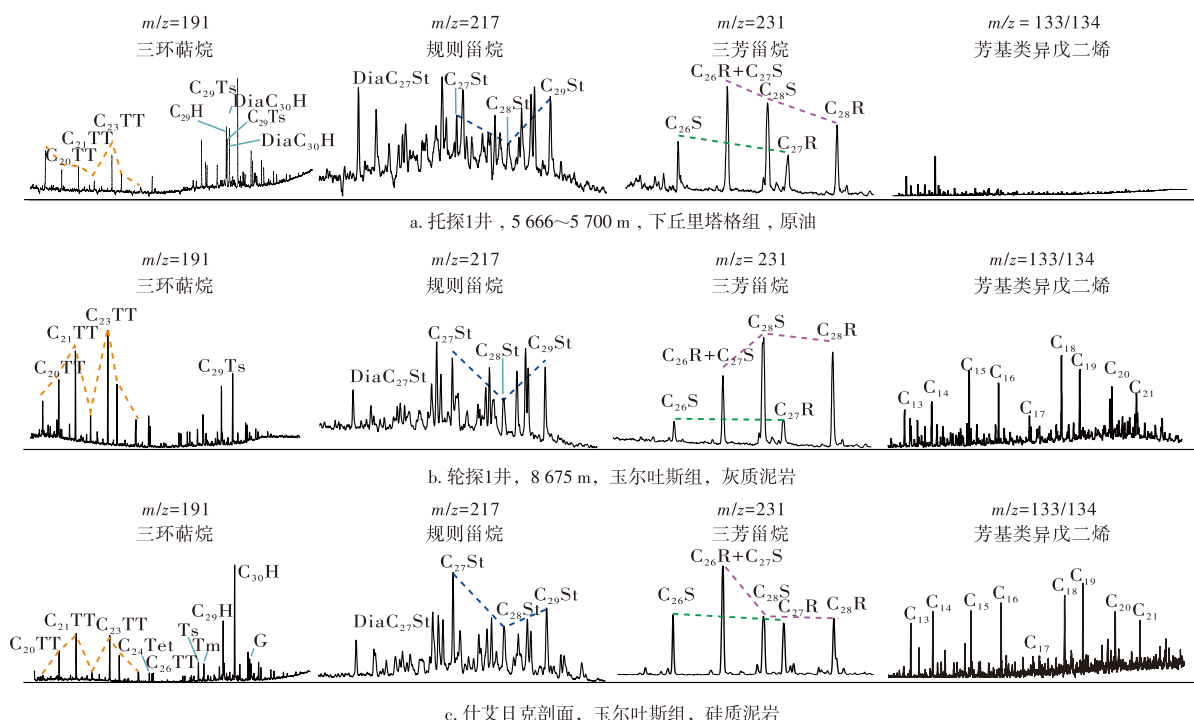 m/z=191 m/z=217 m/z=231 m/z = 133/134
三环萜烷 规则甾烷 三芳甾烷 芳基类异戊二烯
C₂₀TT C₂₁TT C₂₃TT C₂₉H C₂₉Ts DiaC₃₀H C₂₉Ts DiaC₃₀H
DiaC₂₇St C₂₇St C₂₈St C₂₉St
C₂₆S C₂₆R+C₂₇S C₂₈S C₂₇R C₂₈R
a. 托探1井 , 5 666～5 700 m , 下丘里塔格组 , 原油
m/z=191 m/z=217 m/z= 231 m/z=133/134
三环萜烷 规则甾烷 三芳甾烷 芳基类异戊二烯
C₂₀TT C₂₁TT C₂₃TT C₂₉Ts
DiaC₂₇St C₂₇St C₂₈St C₂₉St
C₂₆S C₂₆R+C₂₇S C₂₈S C₂₇R C₂₈R
C₁₃ C₁₄ C₁₅ C₁₆ C₁₇ C₁₈ C₁₉ C₂₀ C₂₁
b. 轮探1井, 8 675 m, 玉尔吐斯组, 灰质泥岩
m/z=191 m/z=217 m/z=231 m/z=133/134
三环萜烷 规则甾烷 三芳甾烷 芳基类异戊二烯
C₂₀TT C₂₁TT C₂₃TT C₂₄Tet C₂₆TT Ts Tm C₂₉H C₃₀H G
DiaC₂₇St C₂₇St C₂₈St C₂₉St
C₂₆S C₂₆R+C₂₇S C₂₈S C₂₇R C₂₈R
C₁₃ C₁₄ C₁₅ C₁₆ C₁₇ C₁₈ C₁₉ C₂₀ C₂₁
c. 什艾日克剖面, 玉尔吐斯组, 硅质泥岩